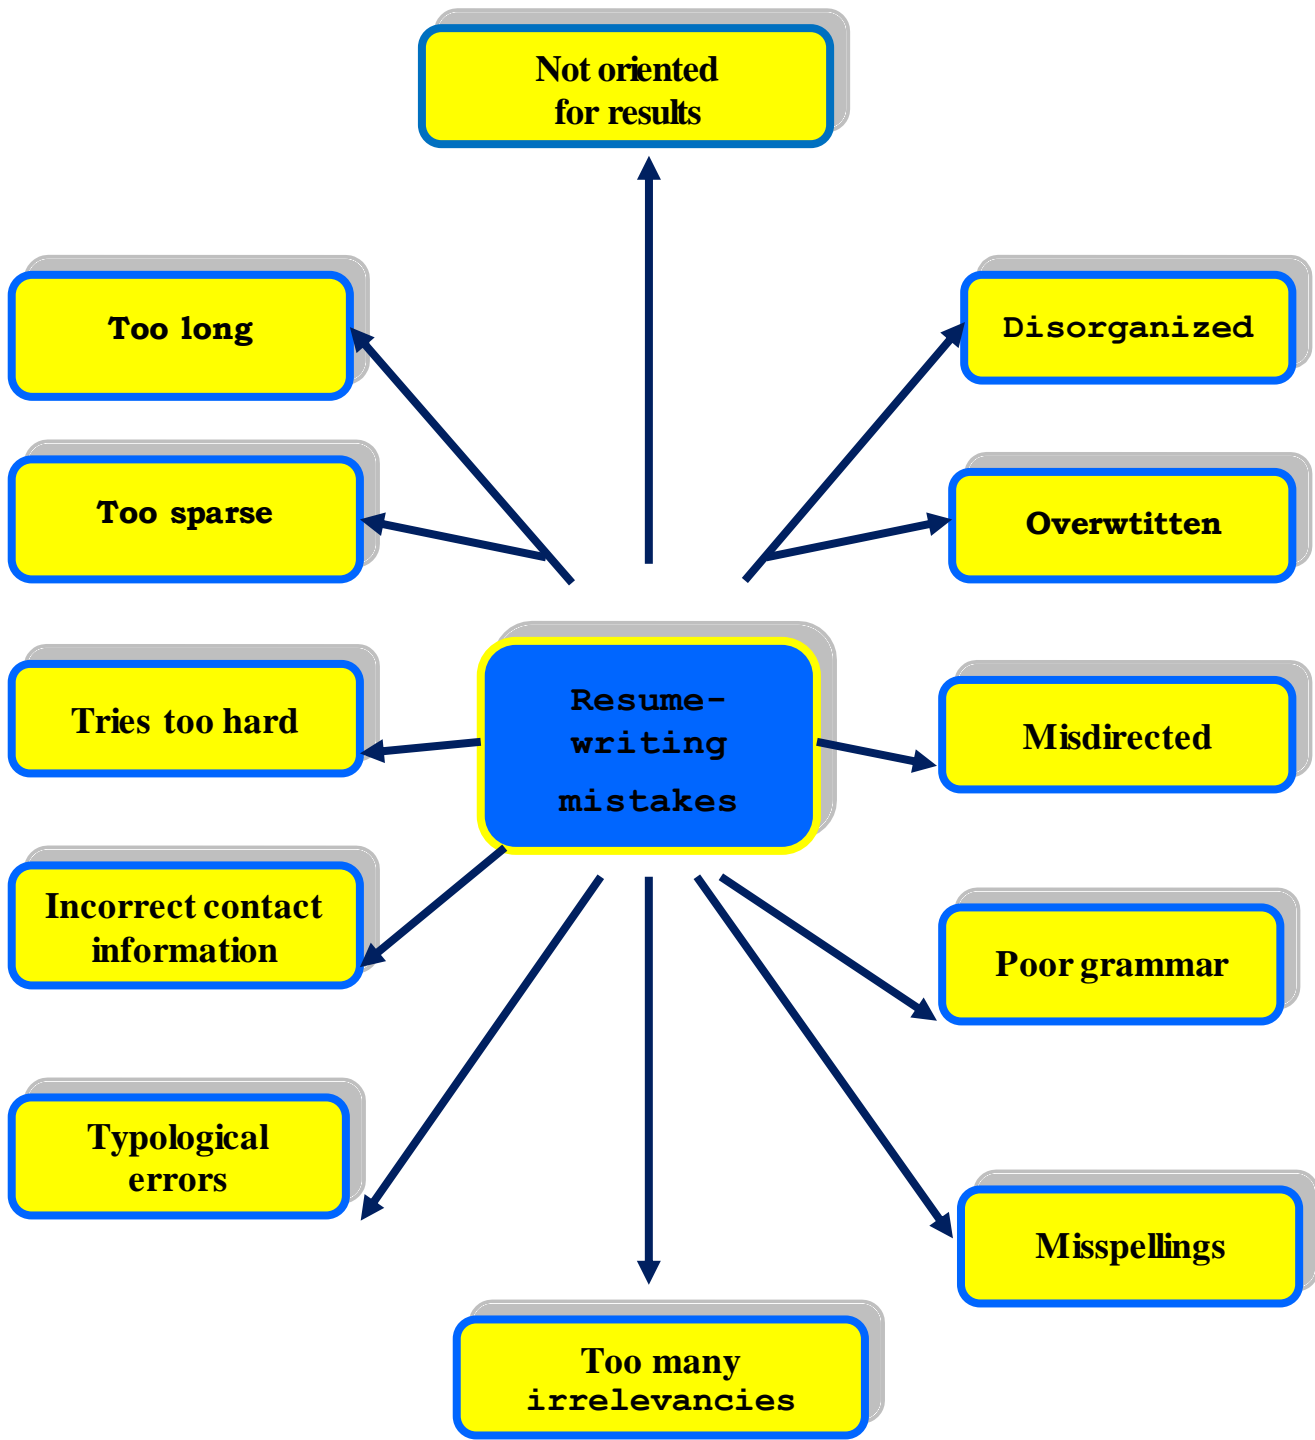 Not oriented
for results
Too long
Disorganized
Too sparse
Overwtitten
Resume-
writing
mistakes
Tries too hard
Misdirected
Incorrect contact
information
Poor grammar
Typological
errors
Misspellings
Too many
irrelevancies